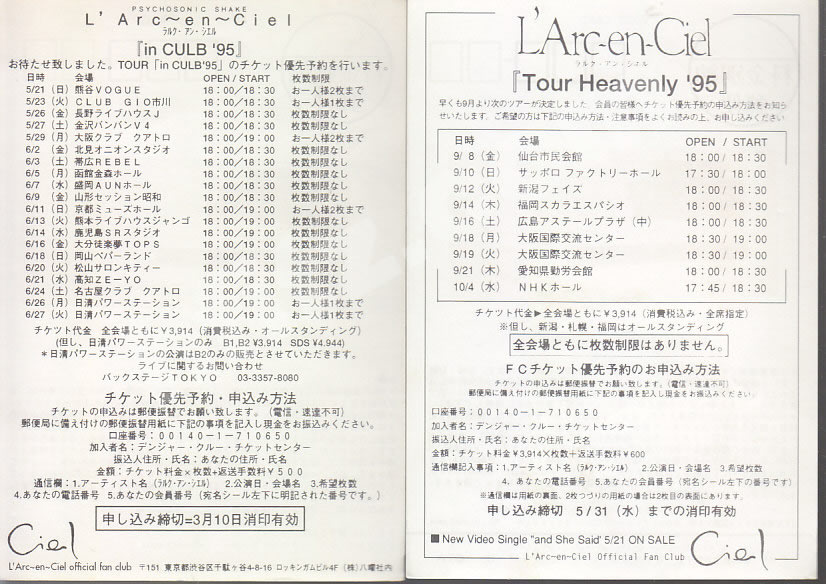 PSYCHOSONIC SHAKE
L' Arc〜en〜Ciel
ラルク・アン・シエル
『in CULB '95』
お待たせ致しました。TOUR「in CULB'95」のチケット優先予約を行います。
日時 会場 OPEN / START 枚数制限
5/21（日）熊谷VOGUE 18：00／18：30 お一人様2枚まで
5/23（火）CLUB GIO市川 18：00／18：30 お一人様2枚まで
5/26（金）長野ライブハウスJ 18：00／18：30 枚数制限なし
5/27（土）金沢バンバンV4 18：00／18：30 枚数制限なし
5/29（月）大阪クラブ クアトロ 18：00／19：00 お一人様2枚まで
6/2（金）北見オニオンスタジオ 18：00／18：30 枚数制限なし
6/3（土）帯広REBEL 18：00／18：30 枚数制限なし
6/5（月）函館金森ホール 18：00／18：30 枚数制限なし
6/7（水）盛岡AUNホール 18：00／18：30 枚数制限なし
6/9（金）山形セッション昭和 18：00／18：30 枚数制限なし
6/11（日）京都ミューズホール 18：00／19：00 お一人様2枚まで
6/13（火）熊本ライブハウスジャンゴ 18：00／19：00 枚数制限なし
6/14（水）鹿児島SRスタジオ 18：00／19：00 枚数制限なし
6/16（金）大分徒楽夢TOPS 18：00／19：00 枚数制限なし
6/18（日）岡山ペパーランド 18：00／18：30 枚数制限なし
6/20（火）松山サロンキティー 18：00／18：30 枚数制限なし
6/21（水）高知Ζ−YO 18：00／18：30 枚数制限なし
6/24（土）名古屋クラブ クアトロ 18：00／19：00 枚数制限なし
6/26（月）日清パワーステーション 18：00／19：00 お一人様1枚まで
6/27（火）日清パワーステーション 18：00／19：00 お一人様1枚まで
チケット代金 全会場ともに￥3,914（消費税込み・オールスタンディング）
（但し、日清パワーステーションのみ B1,B2 ¥3.914 SDS ¥4.944）
＊日清パワーステーションの公演はB2のみの販売とさせていただきます。
ライブに関するお問い合わせ
バックステージTOKYO 03-3357-8080
チケット優先予約・申込み方法
チケットの申込みは郵便振替でお願い致します。（電信・速達不可）
郵便局に備え付けの郵便振替用紙に下記の事項を記入し現金をお振込みください。
口座番号：00140−1−710650
加入者名：デンジャー・クルー・チケットセンター
振込人住所・氏名：あなたの住所・氏名
金額：チケット料金×枚数＋返送手数料￥500
通信欄：1.アーティスト名（ﾗﾙｸ・ｱﾝ・ｼｴﾙ） 2.公演日・会場名 3.希望枚数
4.あなたの電話番号 5.あなたの会員番号（宛名シール左下に明記された番号です。）
申し込み締切=3月10日消印有効
Ciel
L'Arc〜en〜Ciel official fan club 〒151 東京都渋谷区千駄ヶ谷4-8-16 ロッキンガムビル4F（株）八曜社内
L'Arc-en-Ciel
ラルク・アン・シエル
『Tour Heavenly '95』
早くも9月より次のツアーが決定しました。会員の皆様へチケット優先予約の申込み方法をお知ら
せいたします。ご希望の方は下記の申込み方法・注意事項をよくお読みの上、お申し込みください
日時 会場 OPEN / START
9/ 8（金） 仙台市民会館 18：00 / 18：30
9/10（日） サッポロ ファクトリーホール 17：30 / 18：00
9/12（火） 新潟フェイズ 18：00 / 18：30
9/14（木） 福岡スカラエスパシオ 18：00 / 18：30
9/16（土） 広島アステールプラザ（中） 18：00 / 18：30
9/18（月） 大阪国際交流センター 18：30 / 19：00
9/19（火） 大阪国際交流センター 18：00 / 18：30
9/21（木） 愛知県勤労会館 18：00 / 18：30
10/4（水） NHKホール 17：45 / 18：30
チケット代金▶全会場ともに￥3,914（消費税込み・全席指定）
※但し、新潟・札幌・福岡はオールスタンディング
全会場ともに枚数制限はありません。
FCチケット優先予約のお申込み方法
チケットの申込みは郵便振替でお願い致します。（電信・速達不可）
郵便局に備え付けの郵便振替用紙に下記の事項を記入し現金をお振込みください。
口座番号：00140−1−710650
加入者名：デンジャー・クルー・チケットセンター
振込人住所・氏名：あなたの住所・氏名
金額：チケット料金￥3,914×枚数＋返送手数料￥600
通信欄記入事項：1.アーティスト名（ﾗﾙｸ･ｱﾝ･ｼｴﾙ） 2.公演日・会場名 3.希望枚数
4．あなたの電話番号 5.あなたの会員番号（宛名シール左下の番号です）
※通信欄は用紙の裏面、2枚つづりの用紙の場合は2枚目の表面にあります。
申し込み締切 5/31（水）までの消印有効
■ New Video Single "and She Said' 5/21 ON SALE
L'Arc〜en〜Ciel Official Fan Club Ciel